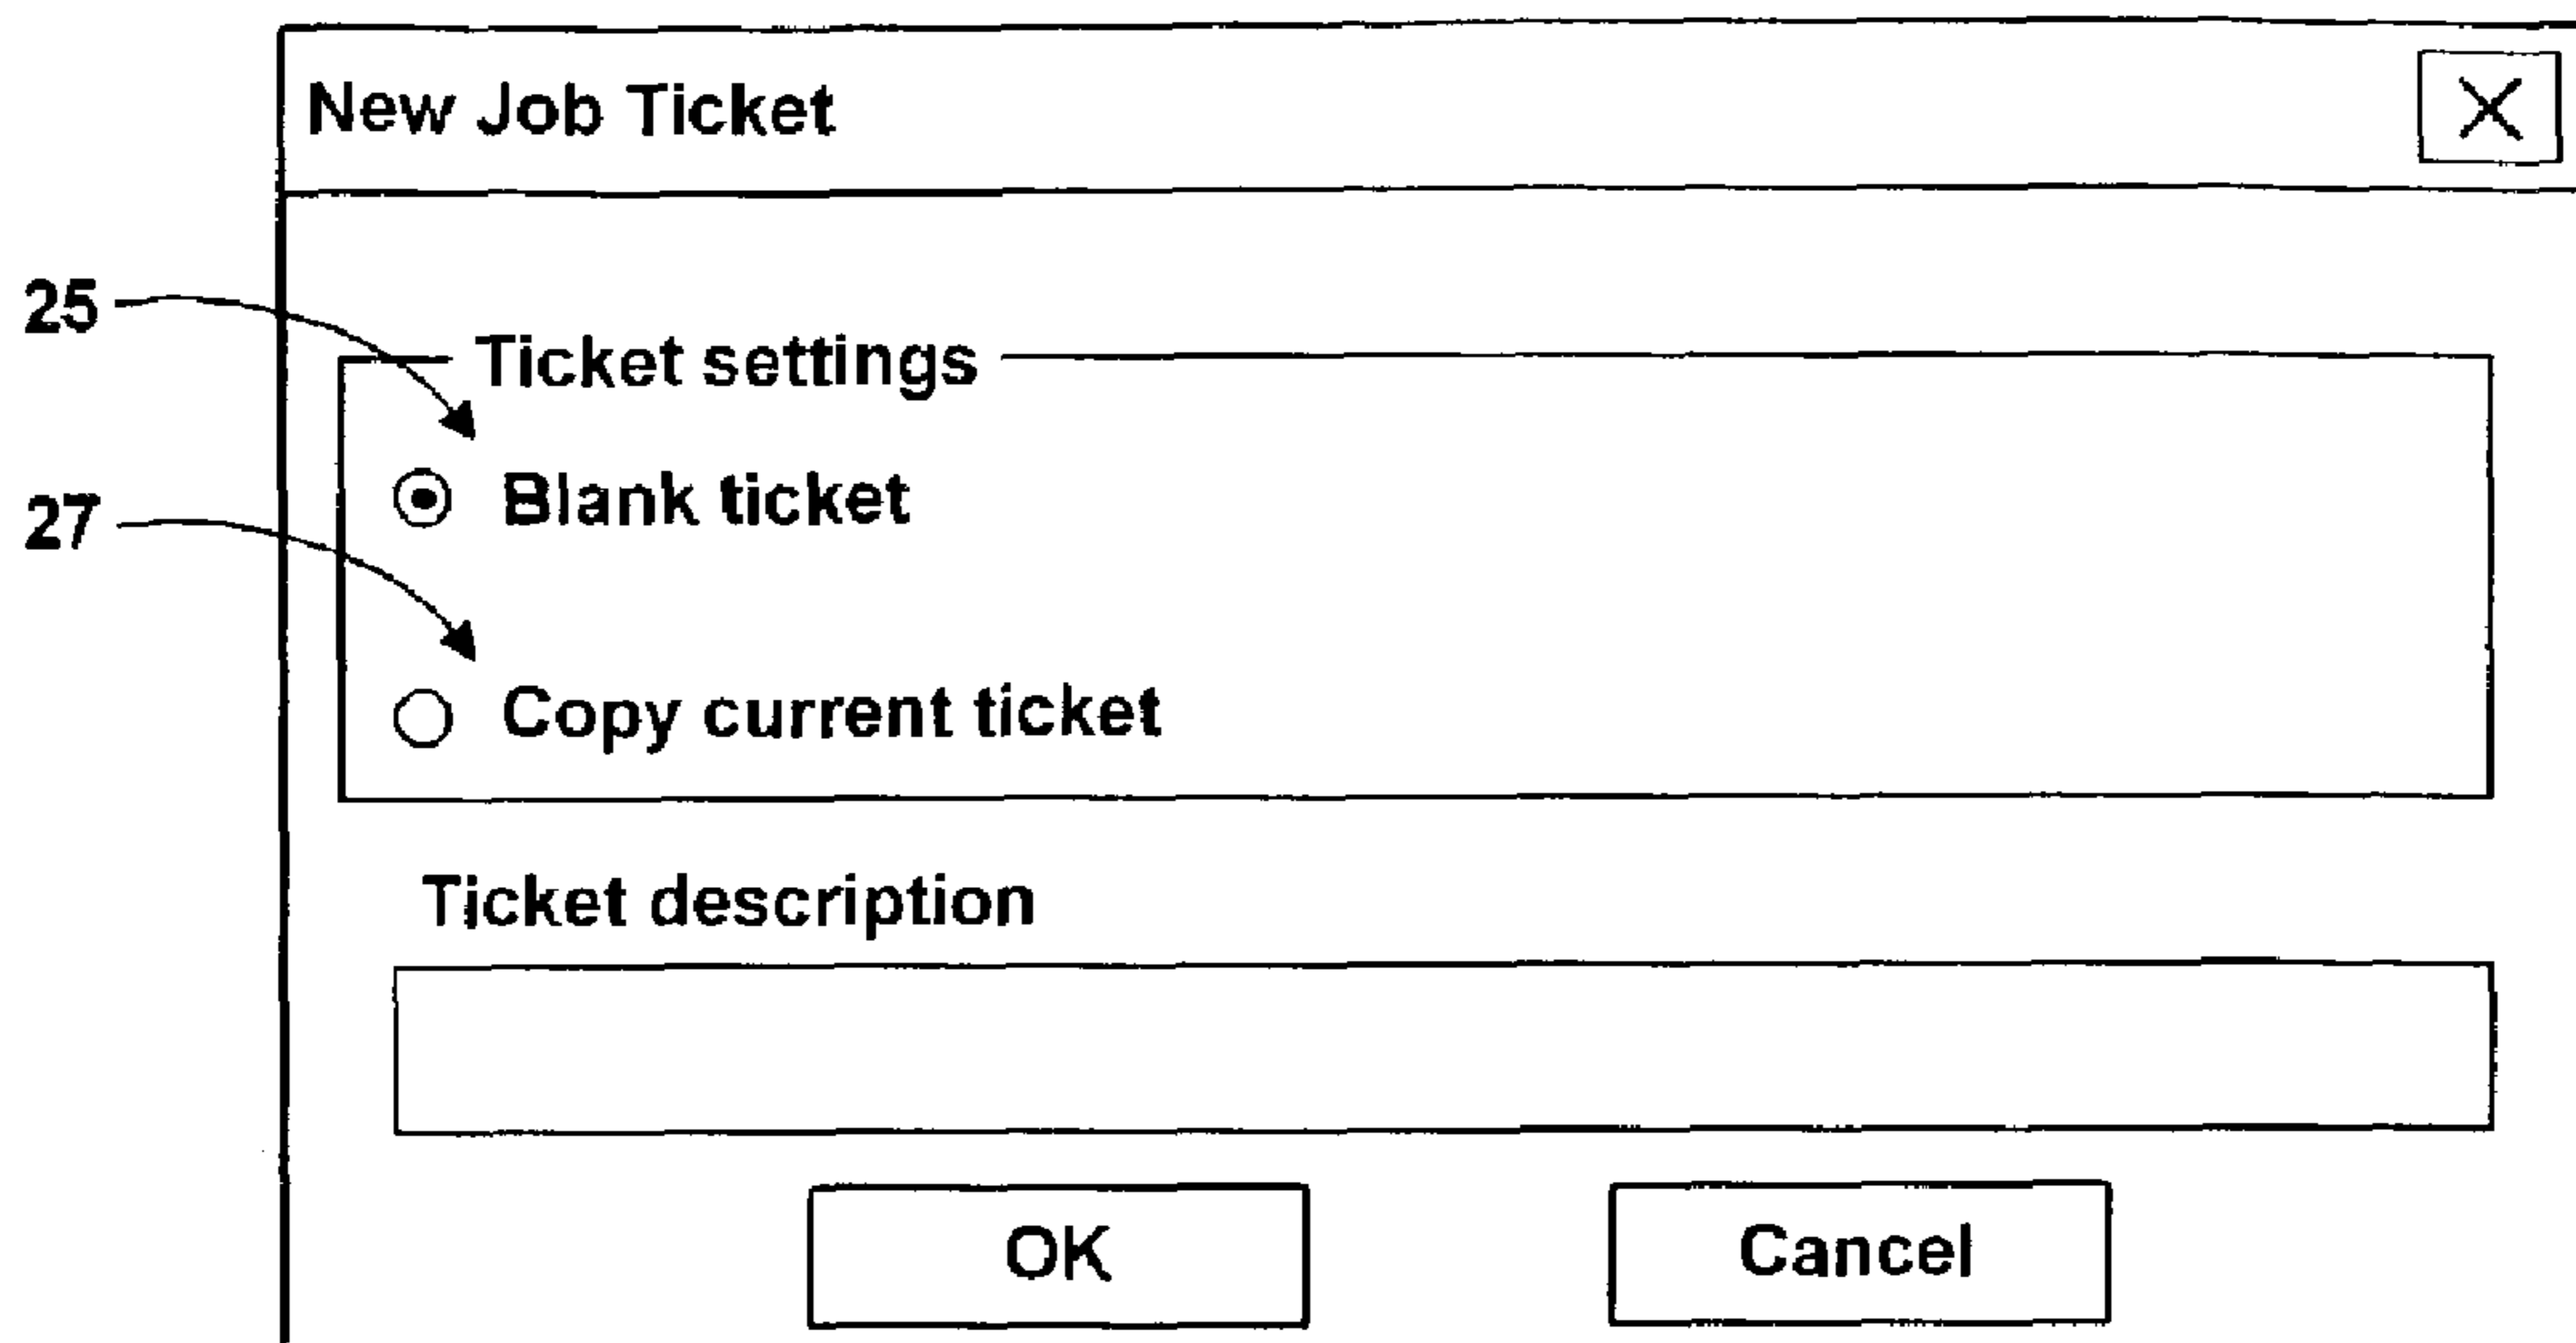 New Job Ticket
25
Ticket settings
Blank ticket
27
Copy current ticket
Ticket description
OK Cancel